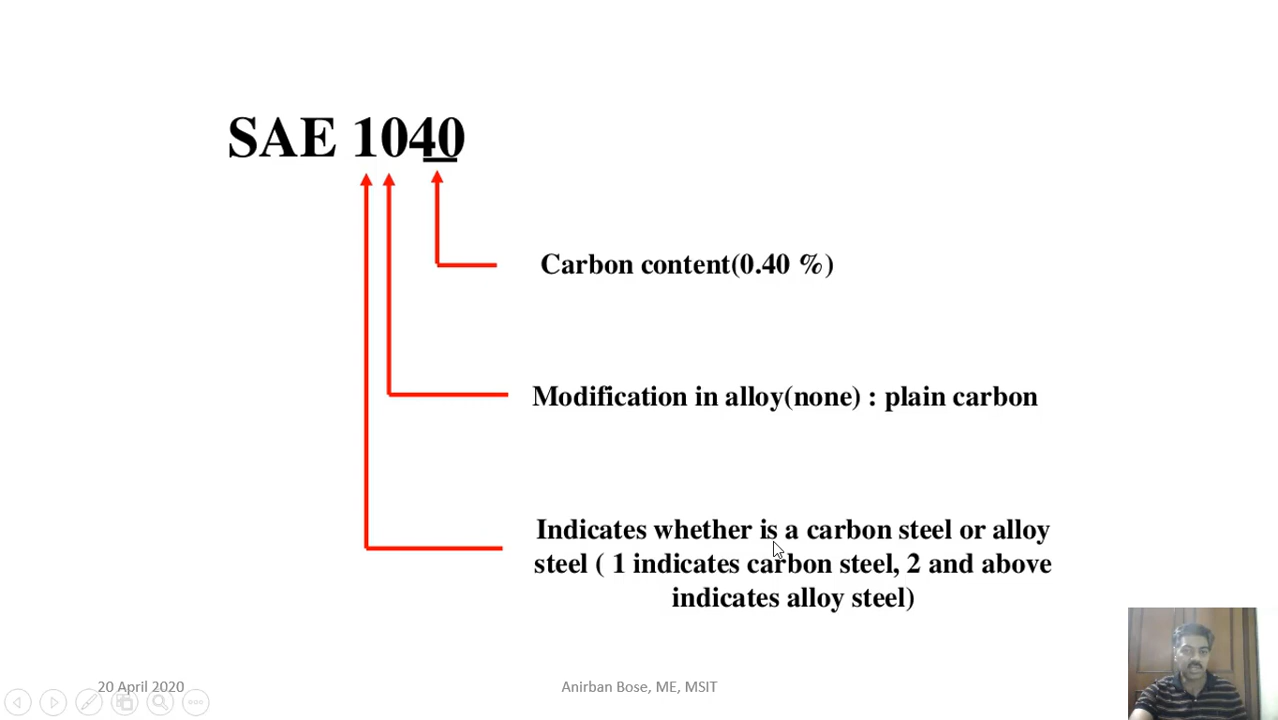 SAE 1040
Carbon content(0.40 %)
Modification in alloy(none) : plain carbon
Indicates whether is a carbon steel or alloy
steel ( 1 indicates carbon steel, 2 and above
indicates alloy steel)
20 April 2020
Anirban Bose, ME, MSIT